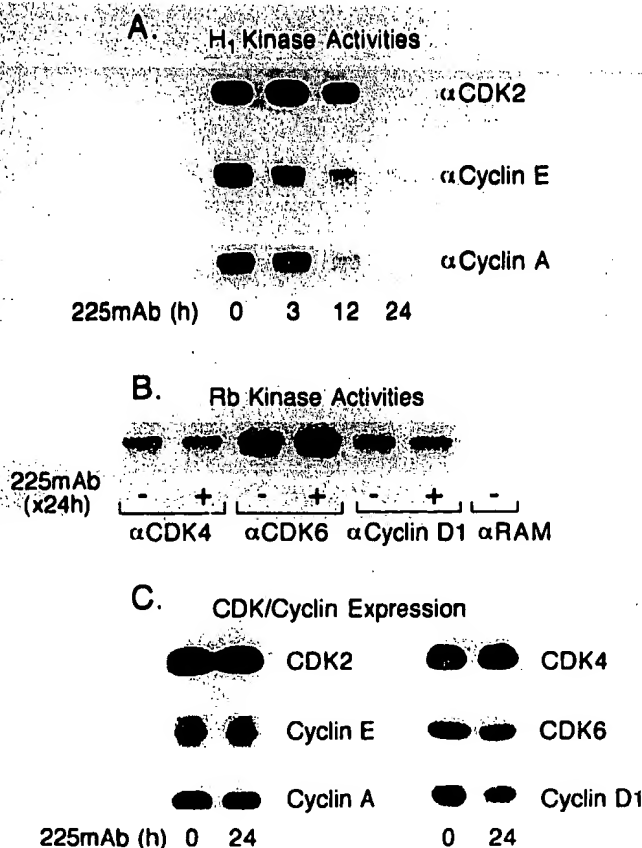 A.
H1 Kinase Activities
αCDK2
αCyclin E
αCyclin A
225mAb (h) 0 3 12 24
B.
Rb Kinase Activities
225mAb
(x24h)
- + - + - + -
αCDK4 αCDK6 αCyclin D1 αRAM
C.
CDK/Cyclin Expression
CDK2 CDK4
Cyclin E CDK6
Cyclin A Cyclin D1
225mAb (h) 0 24 0 24